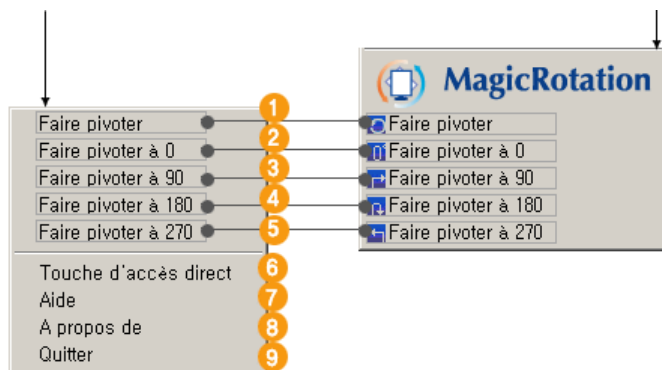 MagicRotation
Faire pivoter 1 Faire pivoter
Faire pivoter à 0 2 Faire pivoter à 0
Faire pivoter à 90 3 Faire pivoter à 90
Faire pivoter à 180 4 Faire pivoter à 180
Faire pivoter à 270 5 Faire pivoter à 270
Touche d'accès direct 6
Aide 7
A propos de 8
Quitter 9